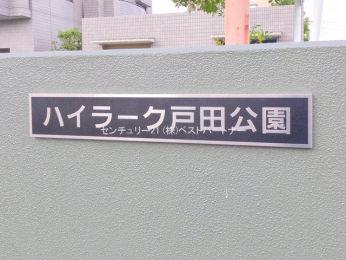 ハイラーク戸田公園
センチュリー21 (株)ベストパートナー